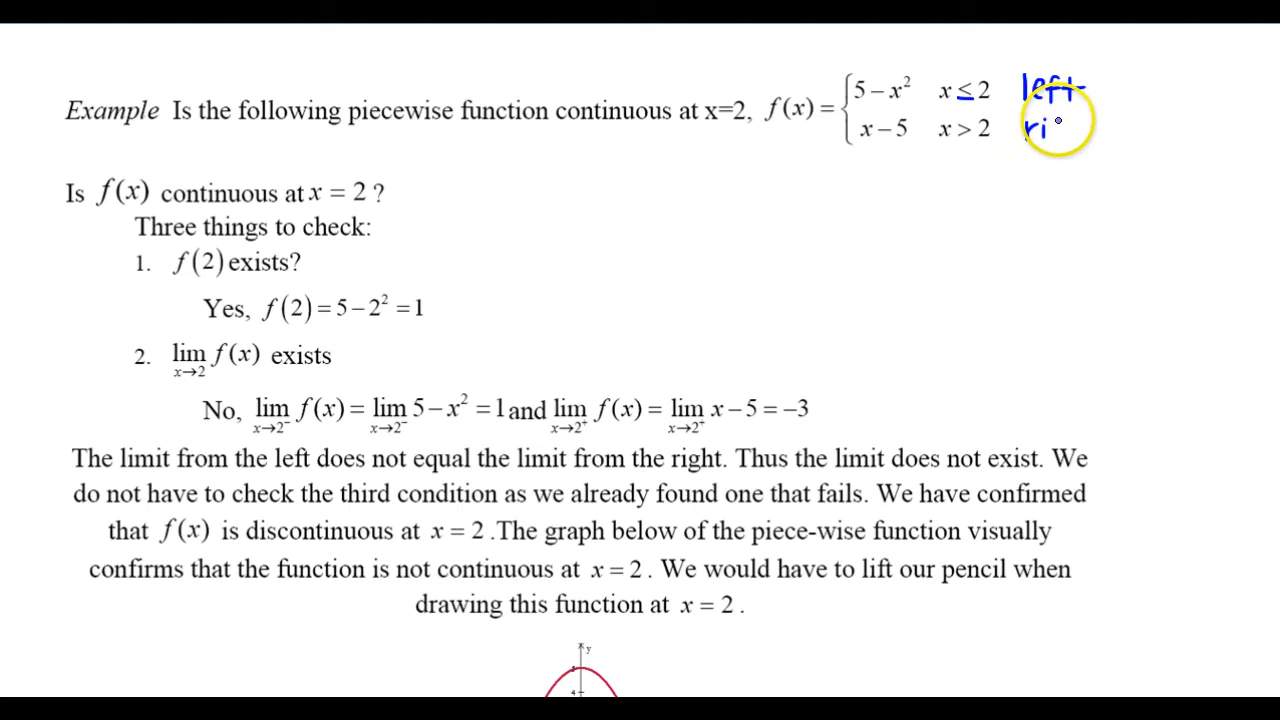 Example Is the following piecewise function continuous at x=2, f(x) = { 5 − x² x ≤ 2 left
x − 5 x > 2 ri
Is f(x) continuous at x = 2 ?
Three things to check:
1. f(2) exists?
Yes, f(2) = 5 − 2² = 1
2. lim x→2 f(x) exists
No, lim x→2⁻ f(x) = lim x→2⁻ 5 − x² = 1 and lim x→2⁺ f(x) = lim x→2⁺ x − 5 = −3
The limit from the left does not equal the limit from the right. Thus the limit does not exist. We
do not have to check the third condition as we already found one that fails. We have confirmed
that f(x) is discontinuous at x = 2 .The graph below of the piece-wise function visually
confirms that the function is not continuous at x = 2 . We would have to lift our pencil when
drawing this function at x = 2 .
y
4